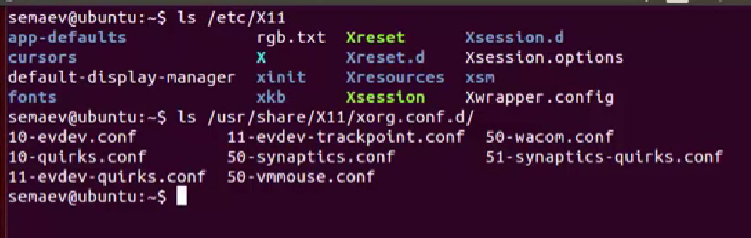 semaev@ubuntu:~$ ls /etc/X11
app-defaults rgb.txt Xreset Xsession.d
cursors X Xreset.d Xsession.options
default-display-manager xinit Xresources xsm
fonts xkb Xsession Xwrapper.config
semaev@ubuntu:~$ ls /usr/share/X11/xorg.conf.d/
10-evdev.conf 11-evdev-trackpoint.conf 50-wacom.conf
10-quirks.conf 50-synaptics.conf 51-synaptics-quirks.conf
11-evdev-quirks.conf 50-vmmouse.conf
semaev@ubuntu:~$